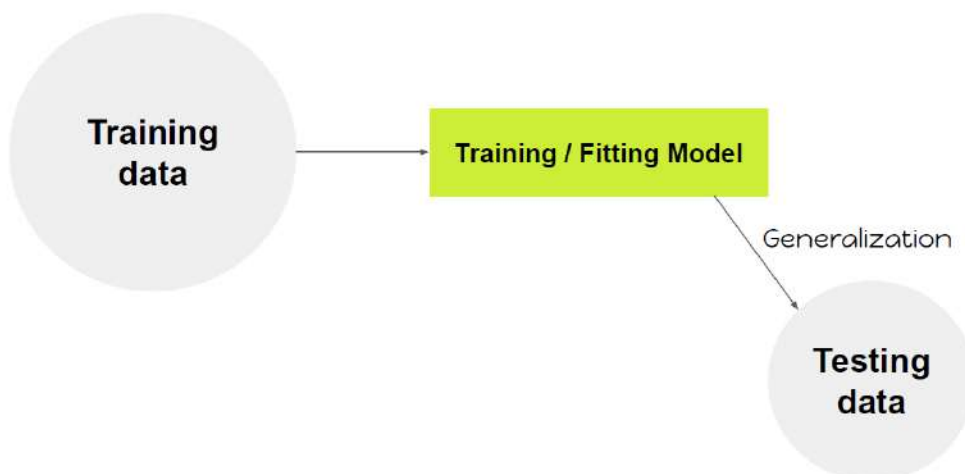 Training
data
Training / Fitting Model
Generalization
Testing
data